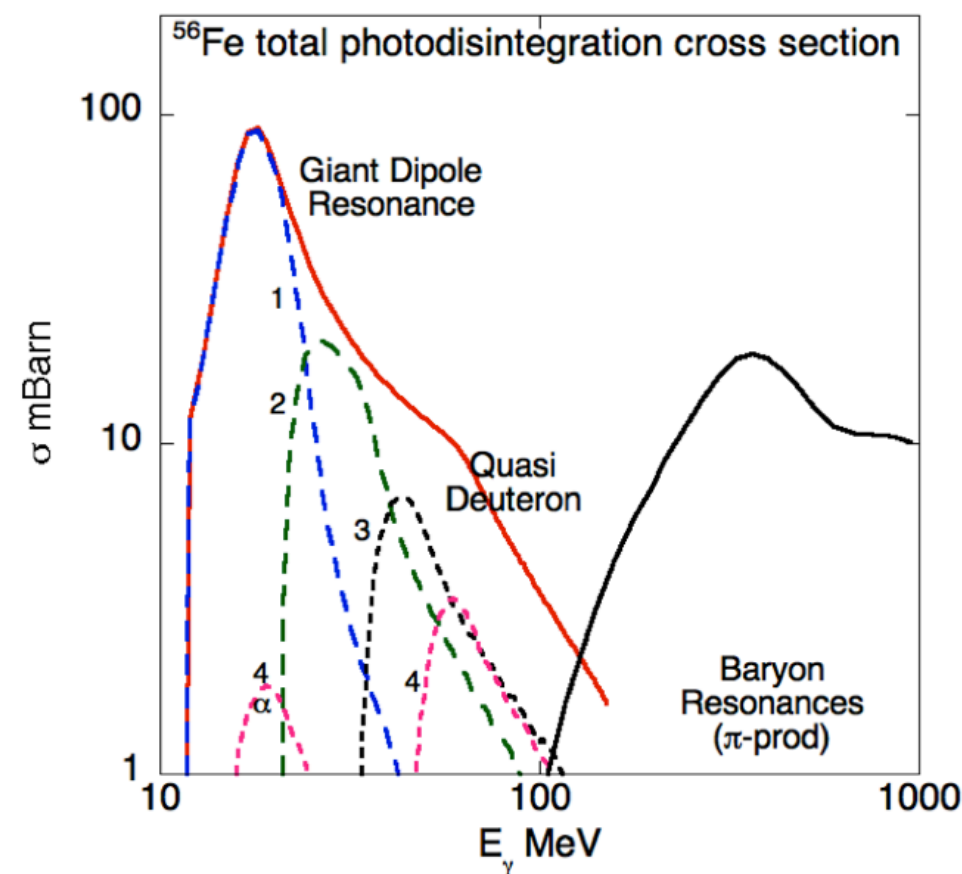 ⁵⁶Fe total photodisintegration cross section
100
Giant Dipole
Resonance
1
2
10
Quasi
Deuteron
3
4
4
α
Baryon
Resonances
(π-prod)
1
10
100
1000
σ mBarn
E_γ MeV